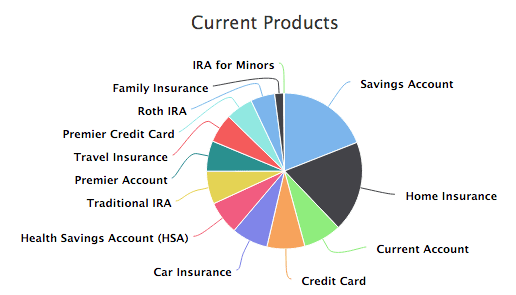 Current Products
IRA for Minors
Savings Account
Family Insurance
Roth IRA
Premier Credit Card
Travel Insurance
Premier Account
Home Insurance
Traditional IRA
Health Savings Account (HSA)
Current Account
Car Insurance
Credit Card